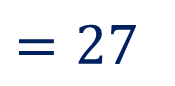 = 27